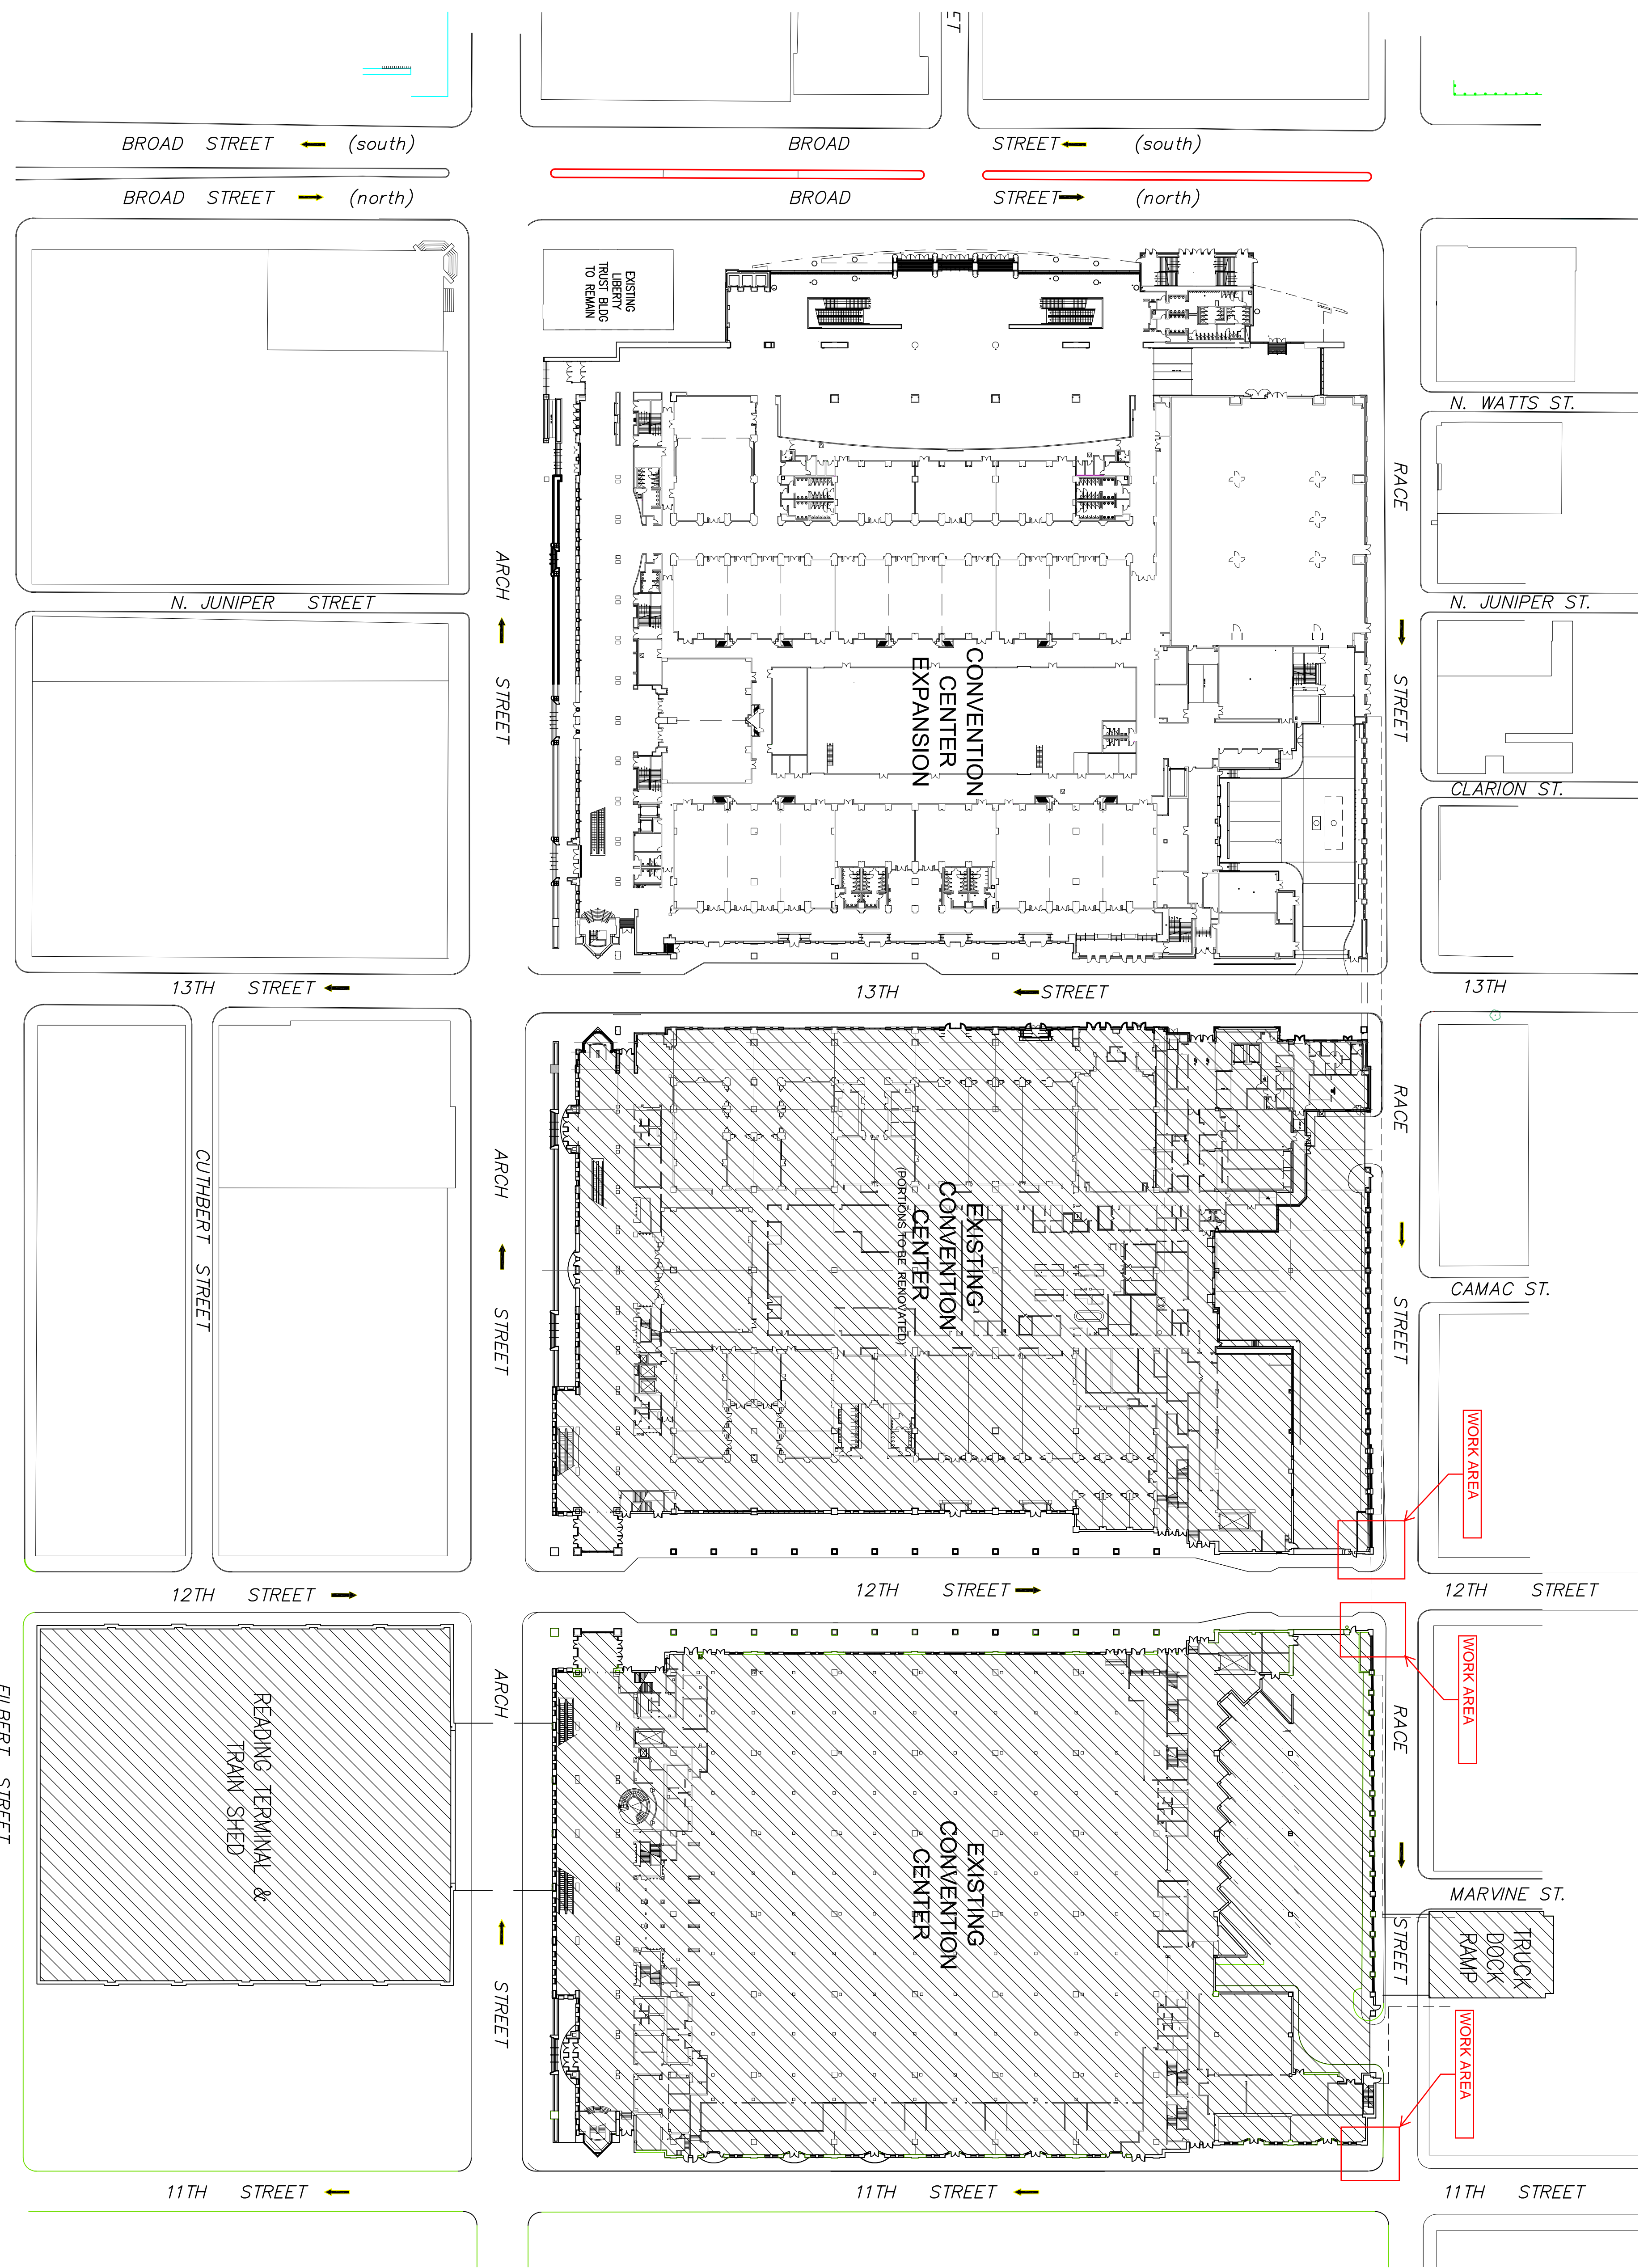 ET
BROAD STREET (south)
BROAD STREET (south)
BROAD STREET (north)
BROAD STREET (north)
EXISTING
LIBERTY
TRUST BLDG
TO REMAIN
N. WATTS ST.
RACE STREET
ARCH STREET
N. JUNIPER STREET
N. JUNIPER ST.
CONVENTION
CENTER
EXPANSION
CLARION ST.
13TH STREET
13TH STREET
13TH
CUTHBERT STREET
ARCH STREET
EXISTING
CONVENTION
CENTER
(PORTIONS TO BE RENOVATED)
RACE STREET
CAMAC ST.
WORK AREA
12TH STREET
12TH STREET
12TH STREET
WORK AREA
FILBERT STREET
READING TERMINAL &
TRAIN SHED
ARCH STREET
EXISTING
CONVENTION
CENTER
RACE STREET
MARVINE ST.
TRUCK
DOCK
RAMP
WORK AREA
11TH STREET
11TH STREET
11TH STREET